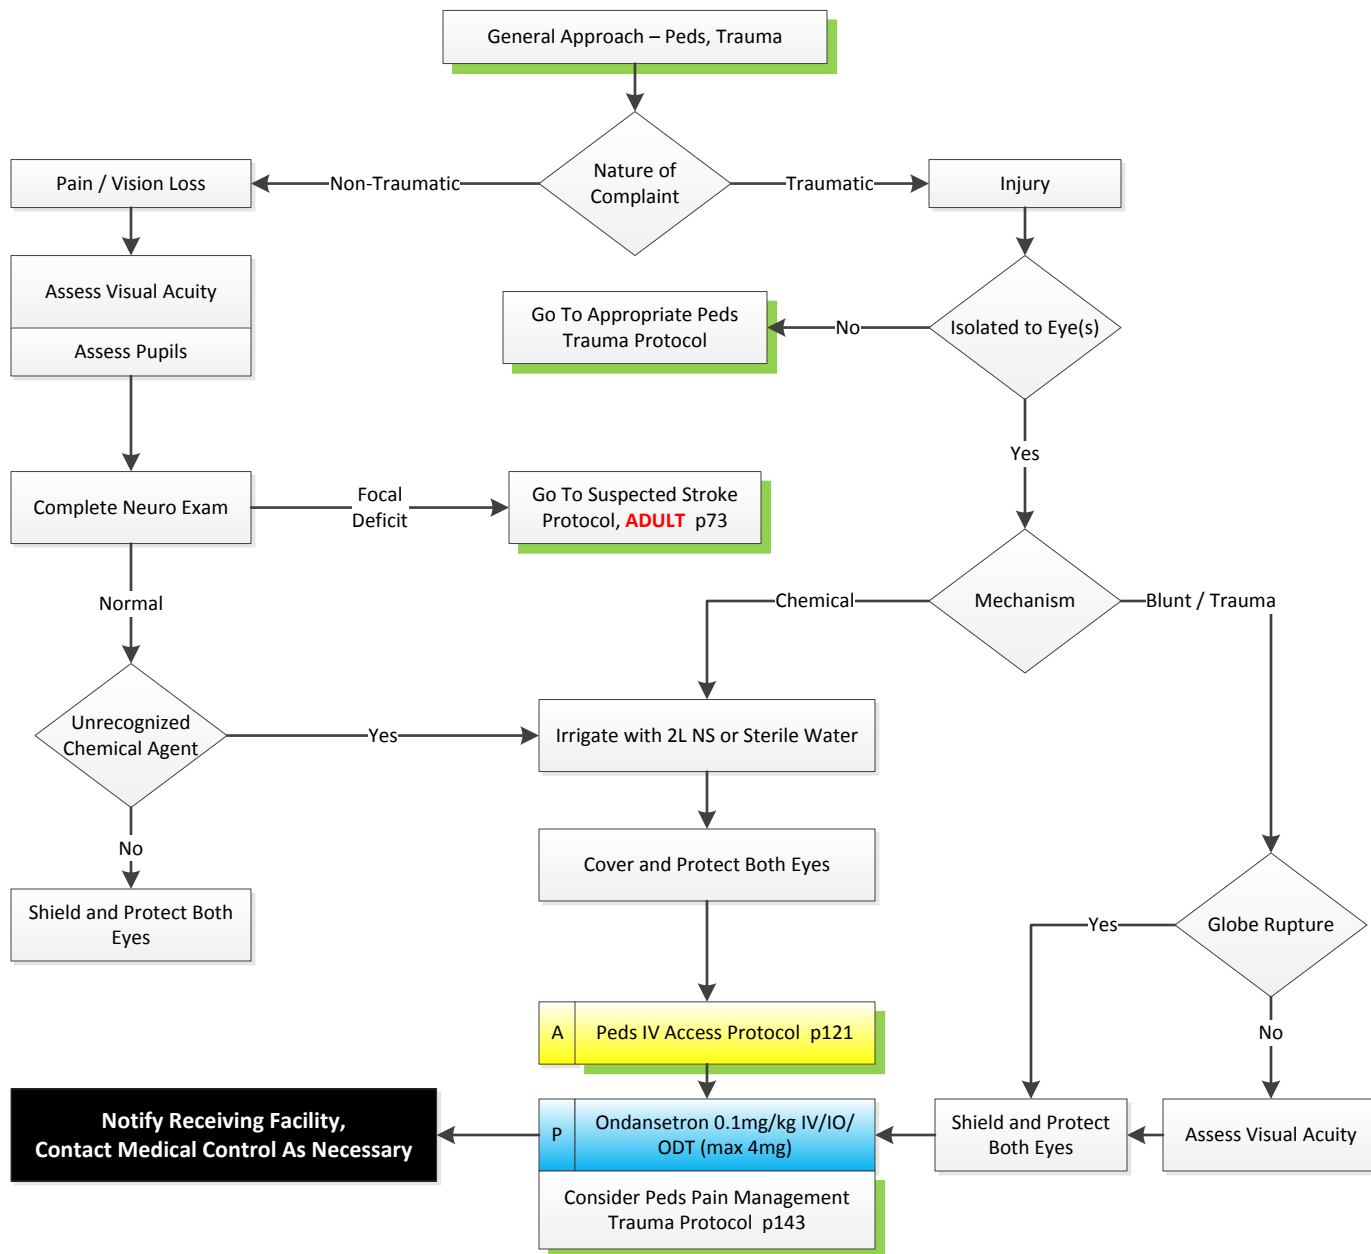 General Approach – Peds, Trauma
Nature of
Complaint
Non-Traumatic
Traumatic
Pain / Vision Loss
Injury
Assess Visual Acuity
Assess Pupils
Isolated to Eye(s)
No
Go To Appropriate Peds
Trauma Protocol
Yes
Complete Neuro Exam
Focal
Deficit
Go To Suspected Stroke
Protocol, ADULT p73
Normal
Mechanism
Chemical
Blunt / Trauma
Unrecognized
Chemical Agent
Yes
Irrigate with 2L NS or Sterile Water
No
Cover and Protect Both Eyes
Shield and Protect Both
Eyes
Globe Rupture
Yes
No
A
Peds IV Access Protocol p121
P
Ondansetron 0.1mg/kg IV/IO/
ODT (max 4mg)
Consider Peds Pain Management
Trauma Protocol p143
Shield and Protect
Both Eyes
Assess Visual Acuity
Notify Receiving Facility,
Contact Medical Control As Necessary